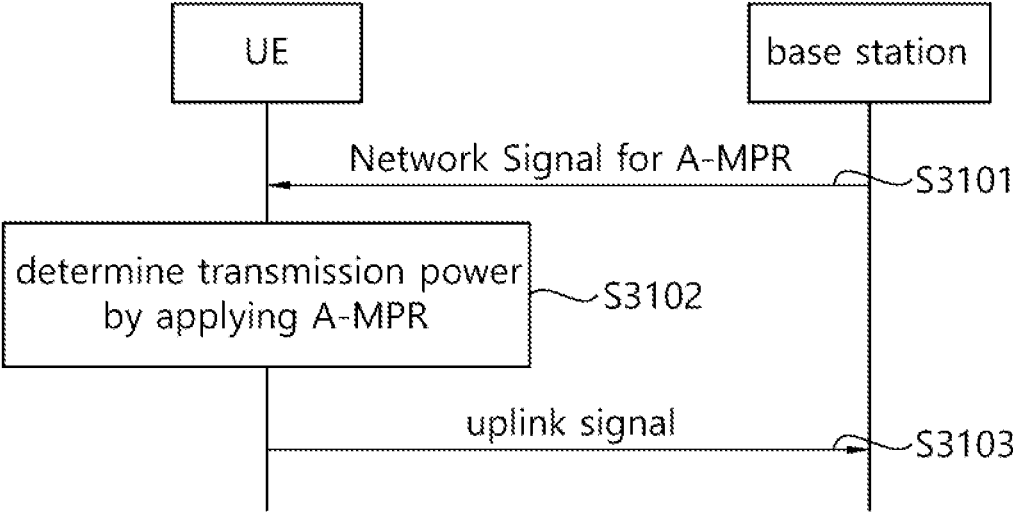 UE
base station
Network Signal for A-MPR
S3101
determine transmission power
by applying A-MPR
S3102
uplink signal
S3103